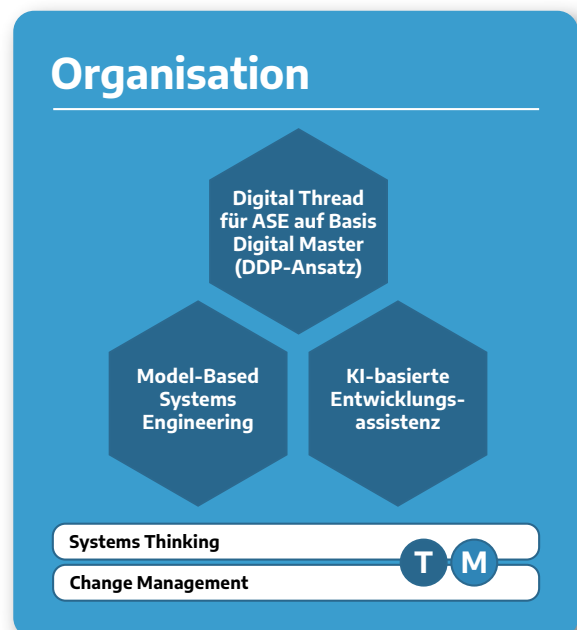 Organisation
Digital Thread
für ASE auf Basis
Digital Master
(DDP-Ansatz)
Model-Based
Systems
Engineering
KI-basierte
Entwicklungs-
assistenz
Systems Thinking
T M
Change Management